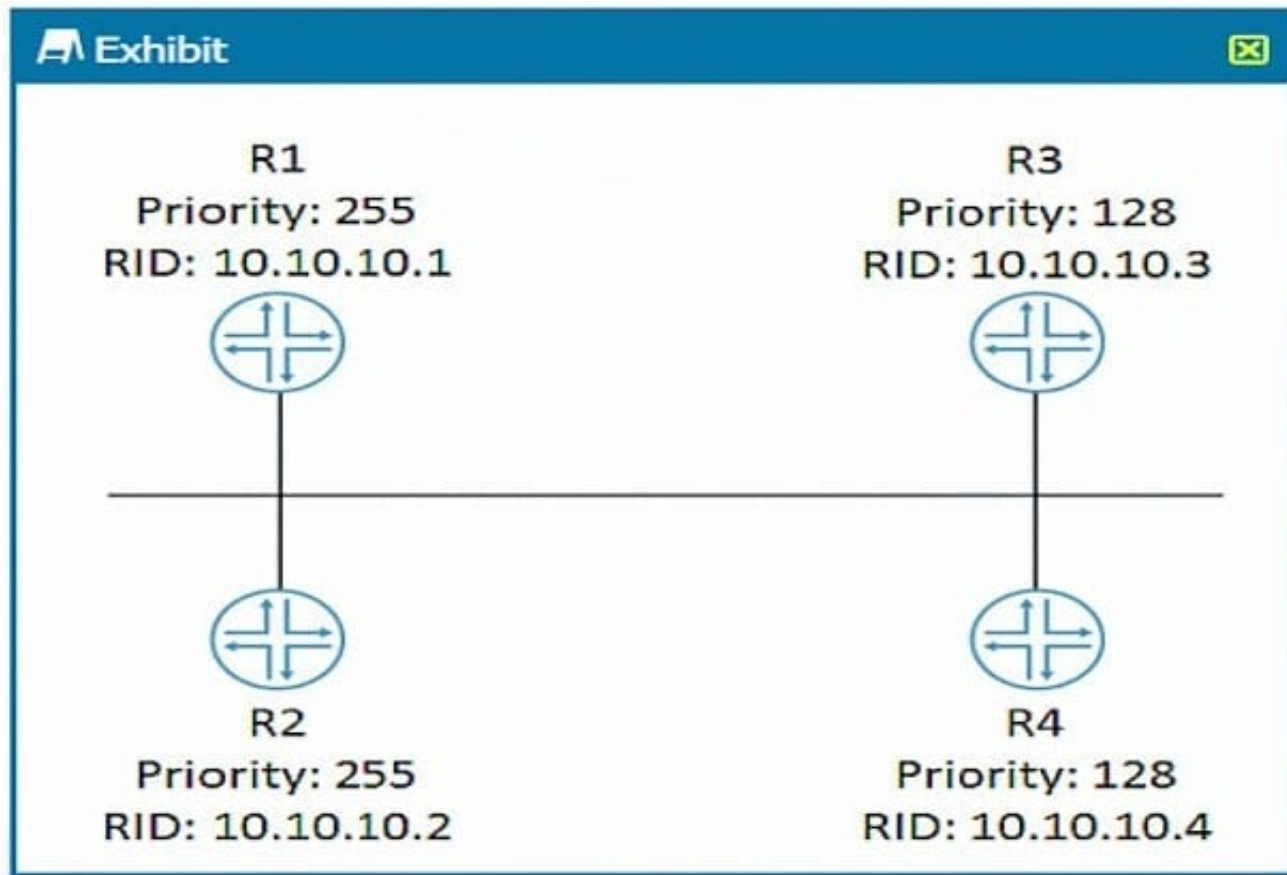 Exhibit
R1
Priority: 255
RID: 10.10.10.1
R3
Priority: 128
RID: 10.10.10.3
R2
Priority: 255
RID: 10.10.10.2
R4
Priority: 128
RID: 10.10.10.4